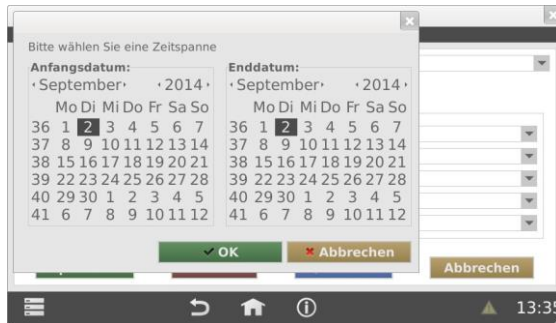 Bitte wählen Sie eine Zeitspanne
Anfangsdatum:
September 2014
Mo Di Mi Do Fr Sa So
36 1 2 3 4 5 6 7
37 8 9 10 11 12 13 14
38 15 16 17 18 19 20 21
39 22 23 24 25 26 27 28
40 29 30 1 2 3 4 5
41 6 7 8 9 10 11 12
Enddatum:
September 2014
Mo Di Mi Do Fr Sa So
36 1 2 3 4 5 6 7
37 8 9 10 11 12 13 14
38 15 16 17 18 19 20 21
39 22 23 24 25 26 27 28
40 29 30 1 2 3 4 5
41 6 7 8 9 10 11 12
OK
Abbrechen
Abbrechen
13:35